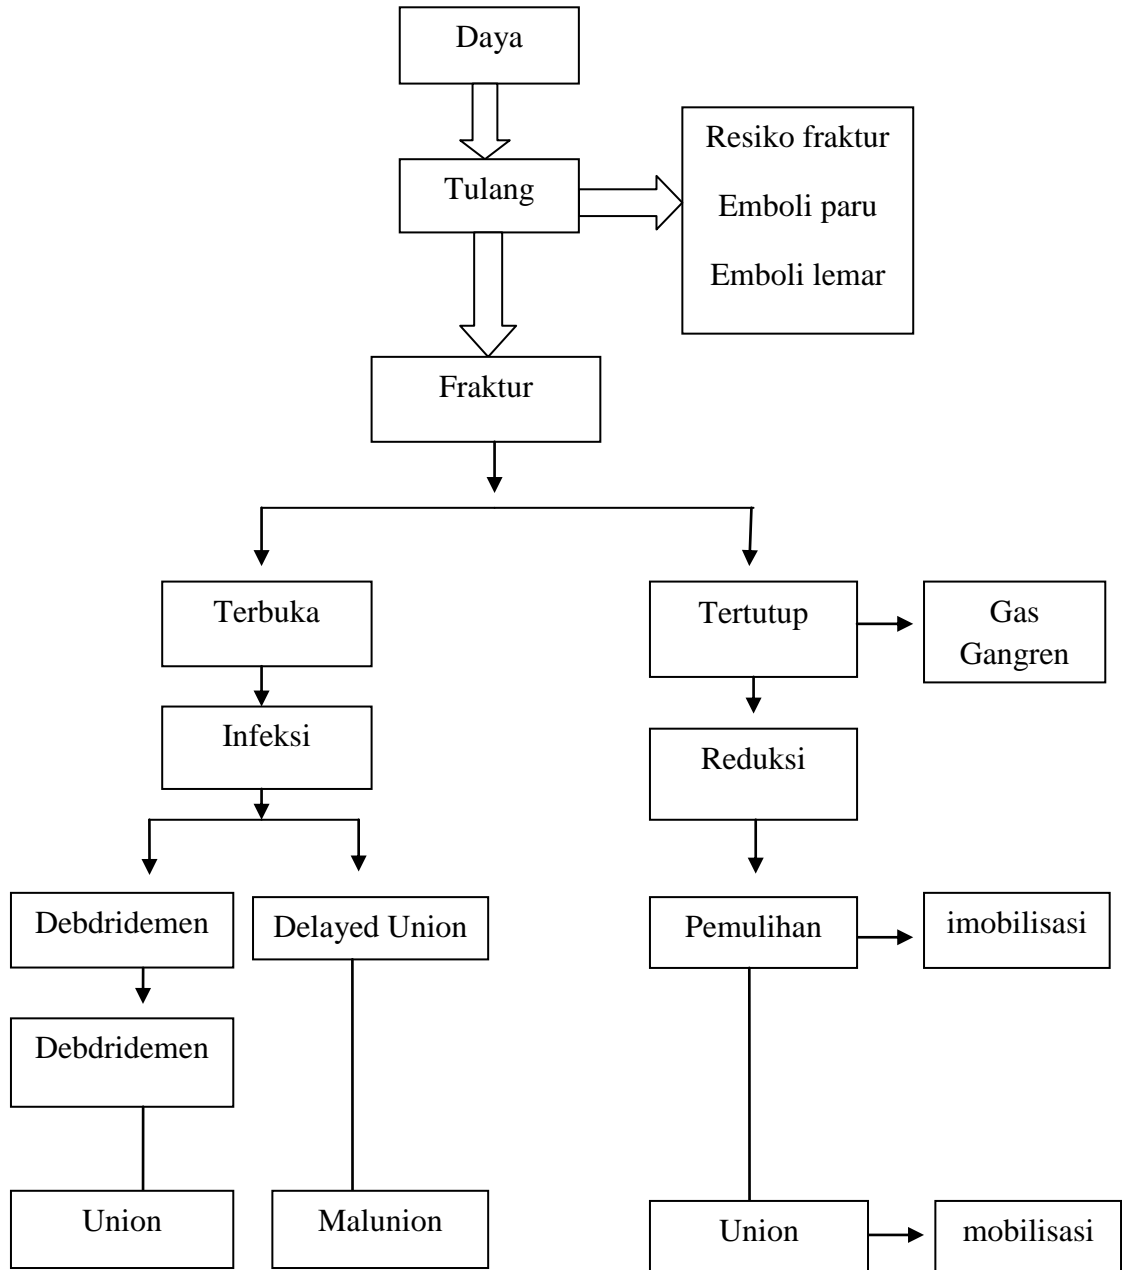 Daya
Resiko fraktur
Tulang
Emboli paru
Emboli lemar
Fraktur
Terbuka
Tertutup
Gas
Gangren
Infeksi
Reduksi
Debdridemen
Delayed Union
Pemulihan
imobilisasi
Debdridemen
Union
Malunion
Union
mobilisasi